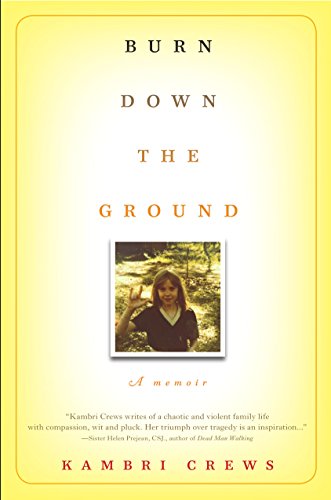 BURN
DOWN
THE
GROUND
A memoir
"Kambri Crews writes of a chaotic and violent family life
with compassion, wit and pluck. Her triumph over tragedy is an inspiration..."
—Sister Helen Prejean, CSJ, author of Dead Man Walking
KAMBRI CREWS